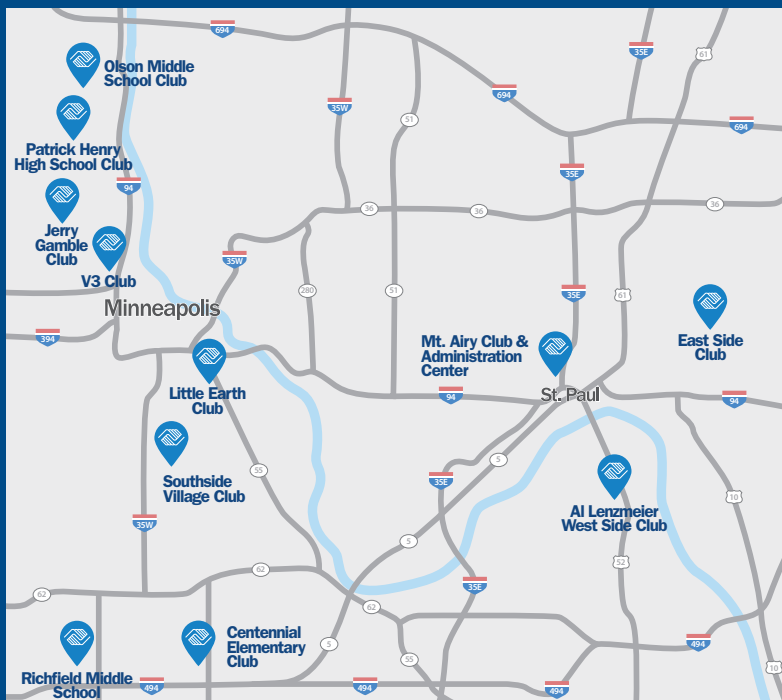 694
35E
61
Olson Middle
School Club
694
35W
51
694
Patrick Henry
High School Club
35E
94
36
36
36
Jerry
Gamble
Club
35W
V3 Club
280
51
35E
61
Minneapolis
394
Mt. Airy Club &
Administration
Center
East Side
Club
Little Earth
Club
St. Paul
94
94
55
5
Southside
Village Club
35E
10
Al Lenzmeier
West Side Club
35W
5
52
62
62
35E
62
Centennial
Elementary
Club
5
494
55
10
Richfield Middle
School
494
494
494